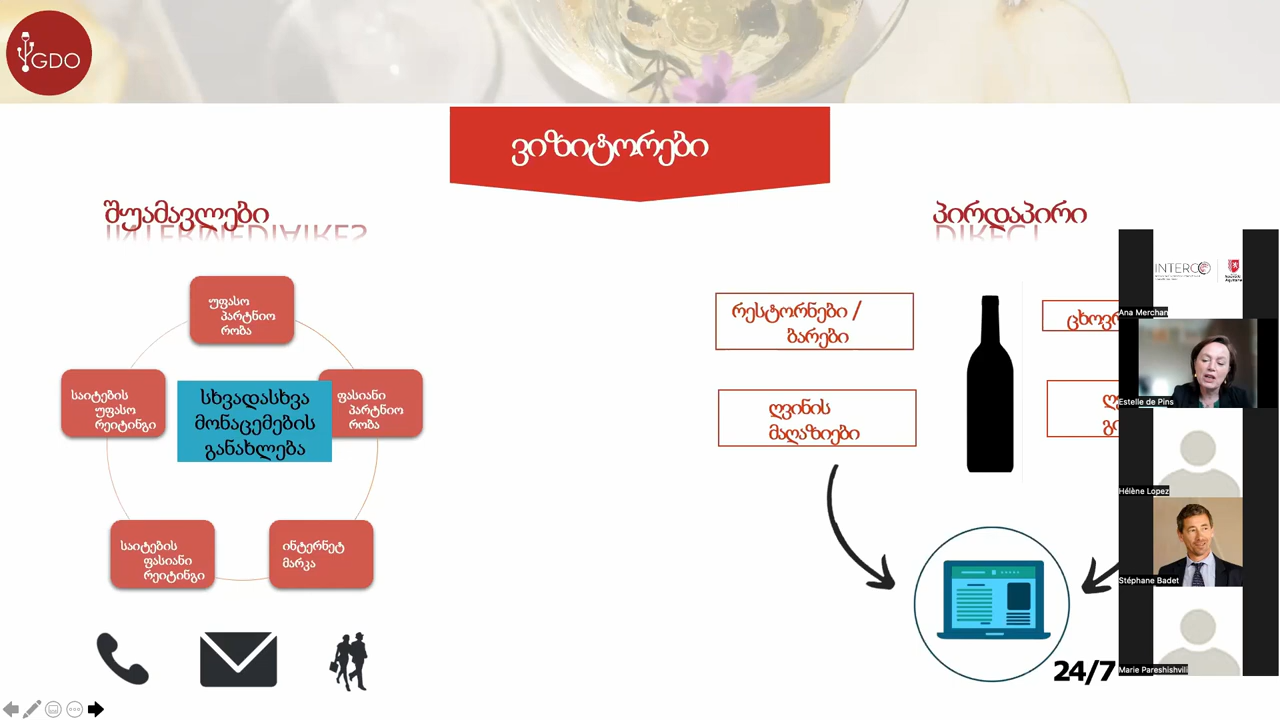 GDO
ვიზიტორები
შუამავლები
INTERMEDIAIRES
უფასო
პარტნიო
რობა
საიტების
უფასო
რეიტინგი
სხვადასხვა
მონაცემების
განახლება
ფასიანი
პარტნიო
რობა
საიტების
ფასიანი
რეიტინგი
ინტერნეტ
მარკა
პირდაპირი
DIRECT
რესტორნები /
ბარები
ღვინის
მაღაზიები
24/7
INTERCO
Ana Merchan
Estelle de Pins
Hélène Lopez
Stéphane Badet
Marie Pareshishvili